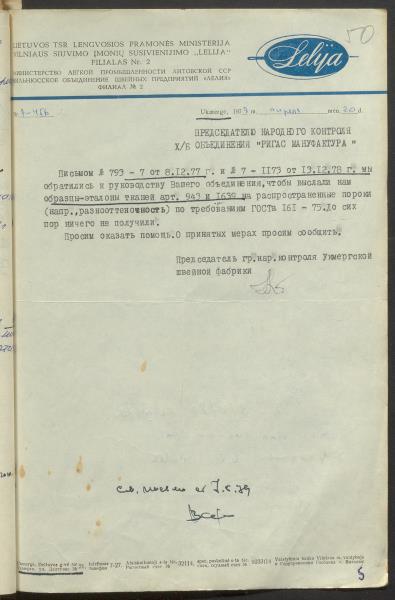 LIETUVOS TSR LENGVOSIOS PRAMONĖS MINISTERIJA
VILNIAUS SIUVIMO ĮMONIŲ SUSIVIENIJIMO „LELIJA"
FILIALAS Nr. 2
МИНИСТЕРСТВО ЛЕГКОЙ ПРОМЫШЛЕННОСТИ ЛИТОВСКОЙ ССР
ВИЛЬНЮССКОЕ ОБЪЕДИНЕНИЕ ШВЕЙНЫХ ПРЕДПРИЯТИЙ «ЛЕЛИЯ»
ФИЛИАЛ № 2
Lelija
50
Ukmergė, 1979 m. апреля mėn. 20 d.
ПРЕДСЕДАТЕЛЮ НАРОДНОГО КОНТРОЛЯ
Х/Б ОБЪЕДИНЕНИЯ "РИГАС МАНУФАКТУРА"
Письмом № 793 - 7 от 8.12.77 г. и № 7 - 1173 от 13.12.78 г. мы
обратились к руководству Вашего объединения, чтобы выслали нам
образцы-эталоны тканей арт. 943 и 1639 на распространные пороки
(напр., разнооттеночность) по требованиям ГОСТа 161 - 75. До сих
пор ничего не получили.
Просим оказать помощь. О принятых мерах просим сообщить.
Председатель гр. нар. контроля Укмергской
швейной фабрики
см. письмо от
5